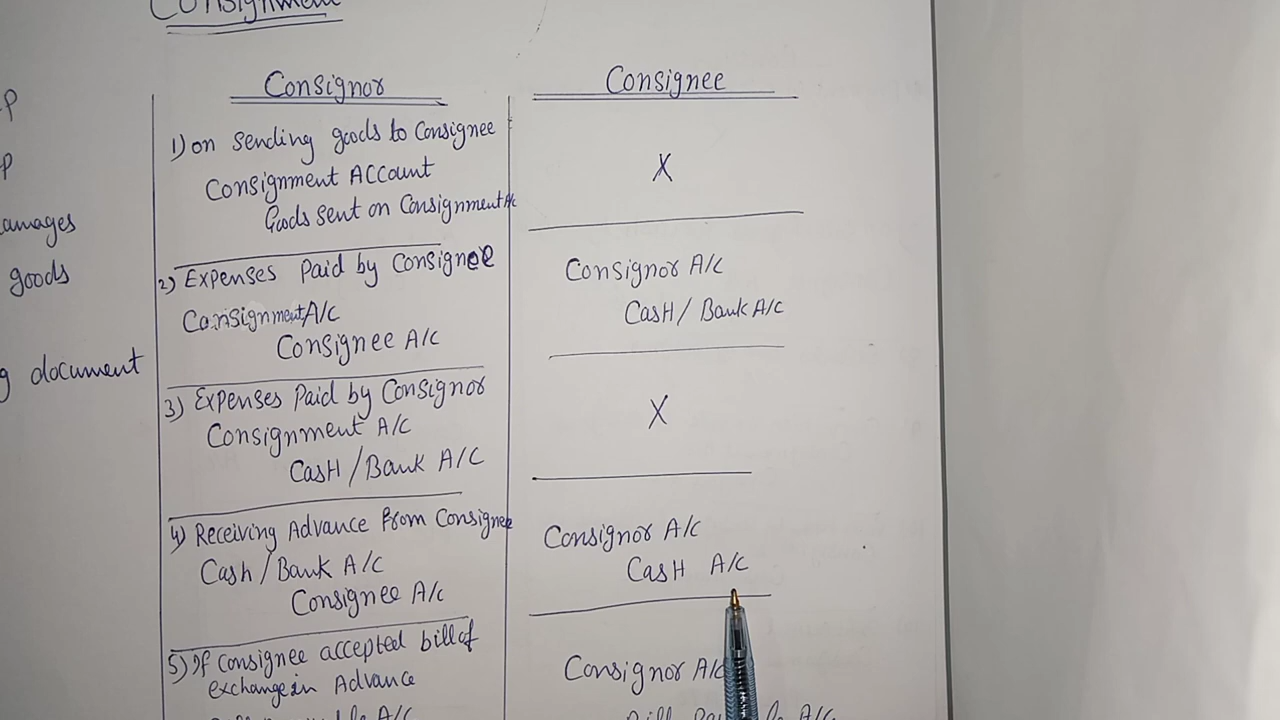 Consignment
P
P
amages
goods
g document
Consignor
1) on sending goods to Consignee
Consignment Account
Goods sent on Consignment A/c
2) Expenses Paid by Consignee
Consignment A/C
Consignee A/C
3) Expenses Paid by Consignor
Consignment A/C
CasH / Bank A/C
4) Receiving Advance from Consignee
Cash / Bank A/C
Consignee A/c
5) If Consignee accepted bill of
exchange in Advance
A/C
Consignee
X
Consignor A/C
CasH / Bank A/C
X
Consignor A/C
CasH A/C
Consignor A/c
Bill A/C